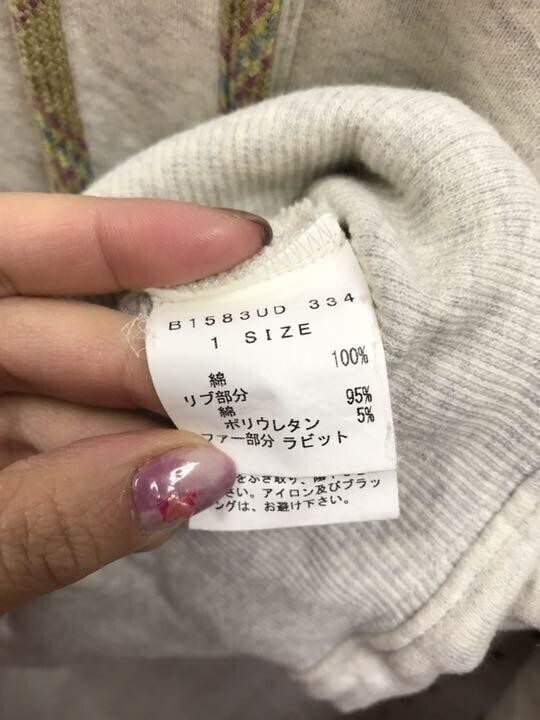 B1583UD 334
1 SIZE
綿 100%
リブ部分
綿 95%
ポリウレタン 5%
ファー部分 ラビット
さい。アイロン及びブラッ
ングは、お避け下さい。